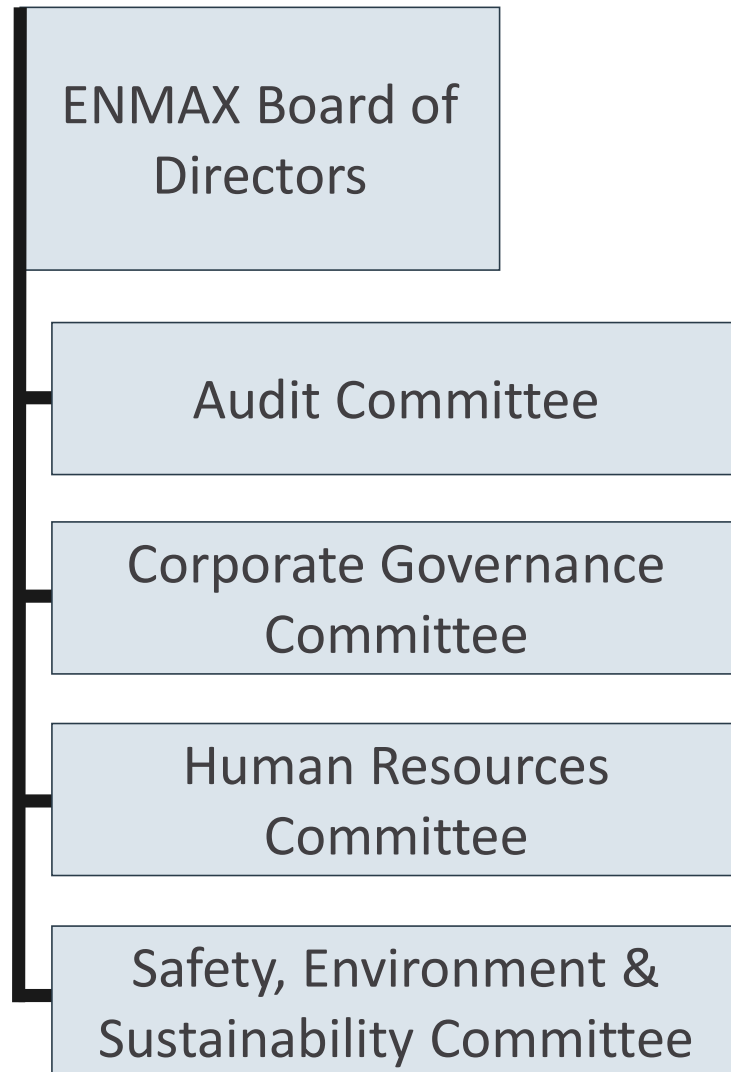 ENMAX Board of
Directors
Audit Committee
Corporate Governance
Committee
Human Resources
Committee
Safety, Environment &
Sustainability Committee